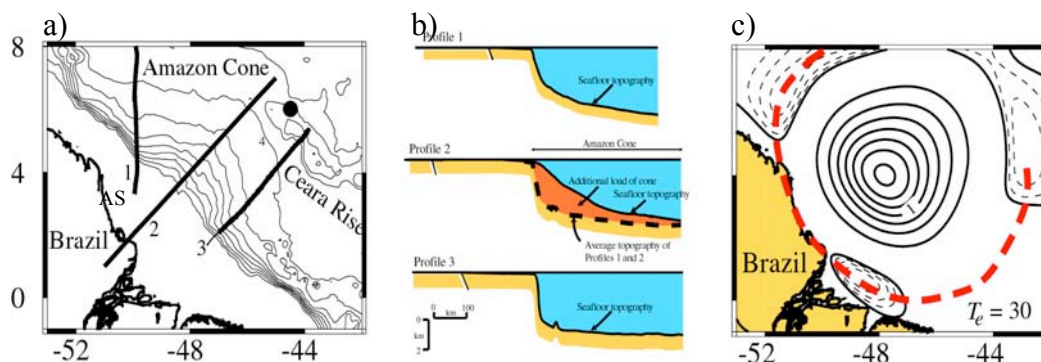 a)
8
4
0
-52
-48
-44
Amazon Cone
Ceara Rise
AS
Brazil
1
2
3
4
b)
Profile 1
Seafloor topography
Profile 2
Amazon Cone
Additional load of cone
Seafloor topography
Average topography of
Profiles 1 and 2
Profile 3
Seafloor topography
0 100
km
0
km
2
c)
Brazil
Te = 30
-52
-48
-44